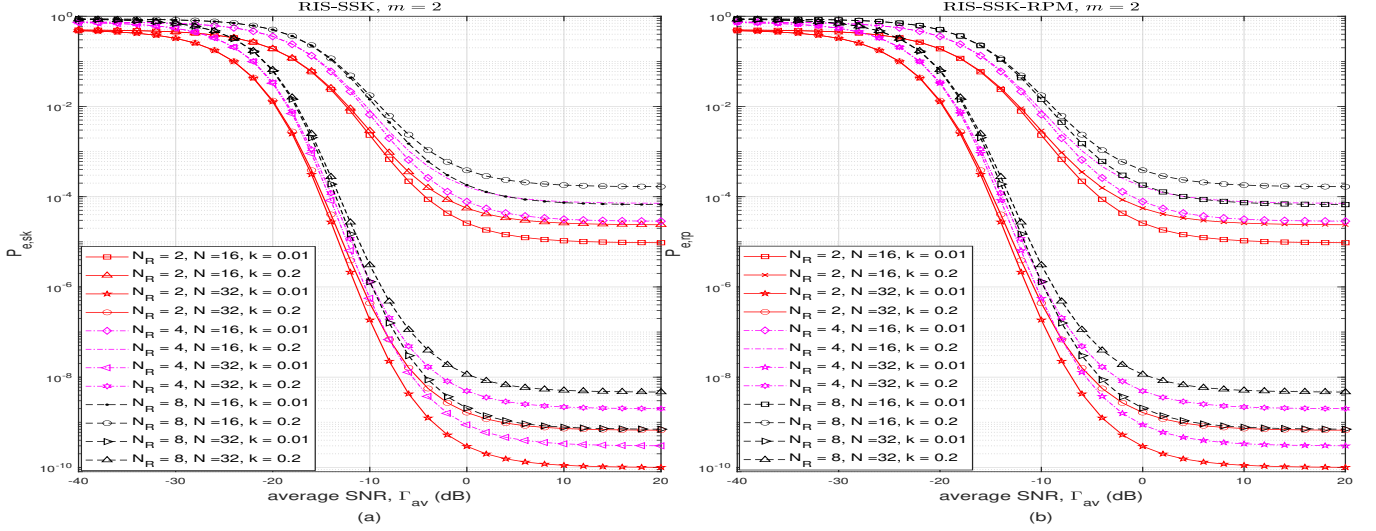 RIS-SSK, m = 2
10^0
10^-2
10^-4
10^-6
10^-8
10^-10
P_e,sk
N_R = 2, N =16, k = 0.01
N_R = 2, N =16, k = 0.2
N_R = 2, N =32, k = 0.01
N_R = 2, N =32, k = 0.2
N_R = 4, N =16, k = 0.01
N_R = 4, N =16, k = 0.2
N_R = 4, N =32, k = 0.01
N_R = 4, N =32, k = 0.2
N_R = 8, N =16, k = 0.01
N_R = 8, N =16, k = 0.2
N_R = 8, N =32, k = 0.01
N_R = 8, N =32, k = 0.2
-40 -30 -20 -10 0 10 20
average SNR, Γ_av (dB)
(a)
RIS-SSK-RPM, m = 2
10^0
10^-2
10^-4
10^-6
10^-8
10^-10
P_e,rp
N_R = 2, N =16, k = 0.01
N_R = 2, N =16, k = 0.2
N_R = 2, N =32, k = 0.01
N_R = 2, N =32, k = 0.2
N_R = 4, N =16, k = 0.01
N_R = 4, N =16, k = 0.2
N_R = 4, N =32, k = 0.01
N_R = 4, N =32, k = 0.2
N_R = 8, N =16, k = 0.01
N_R = 8, N =16, k = 0.2
N_R = 8, N =32, k = 0.01
N_R = 8, N =32, k = 0.2
-40 -30 -20 -10 0 10 20
average SNR, Γ_av (dB)
(b)